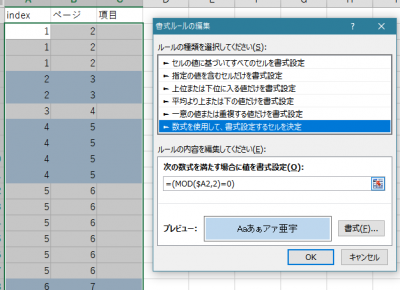 A B C D E F G H
index ページ 項目
1 2
1 2
1 2
2 3
2 3
3 4
4 5
4 5
4 5
4 5
5 6
5 6
5 6
5 6
5 6
5 6
6 7
書式ルールの編集
ルールの種類を選択してください(S):
► セルの値に基づいてすべてのセルを書式設定
► 指定の値を含むセルだけを書式設定
► 上位または下位に入る値だけを書式設定
► 平均より上または下の値だけを書式設定
► 一意の値または重複する値だけを書式設定
► 数式を使用して、書式設定するセルを決定
ルールの内容を編集してください(E):
次の数式を満たす場合に値を書式設定(O):
=(MOD($A2,2)=0)
プレビュー: Aaあぁアァ亜宇 書式(F)...
OK キャンセル